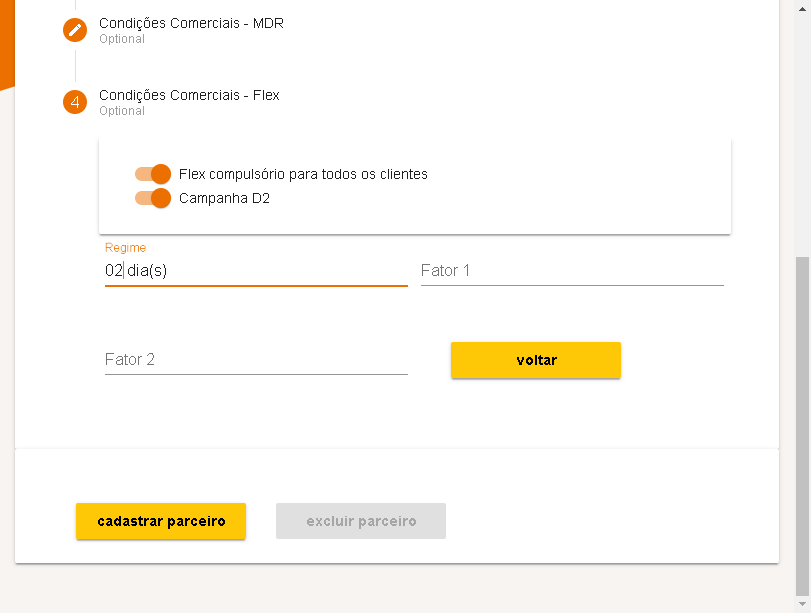 Condições Comerciais - MDR
Optional
4
Condições Comerciais - Flex
Optional
Flex compulsório para todos os clientes
Campanha D2
Regime
02 dia(s)
Fator 1
Fator 2
voltar
cadastrar parceiro
excluir parceiro